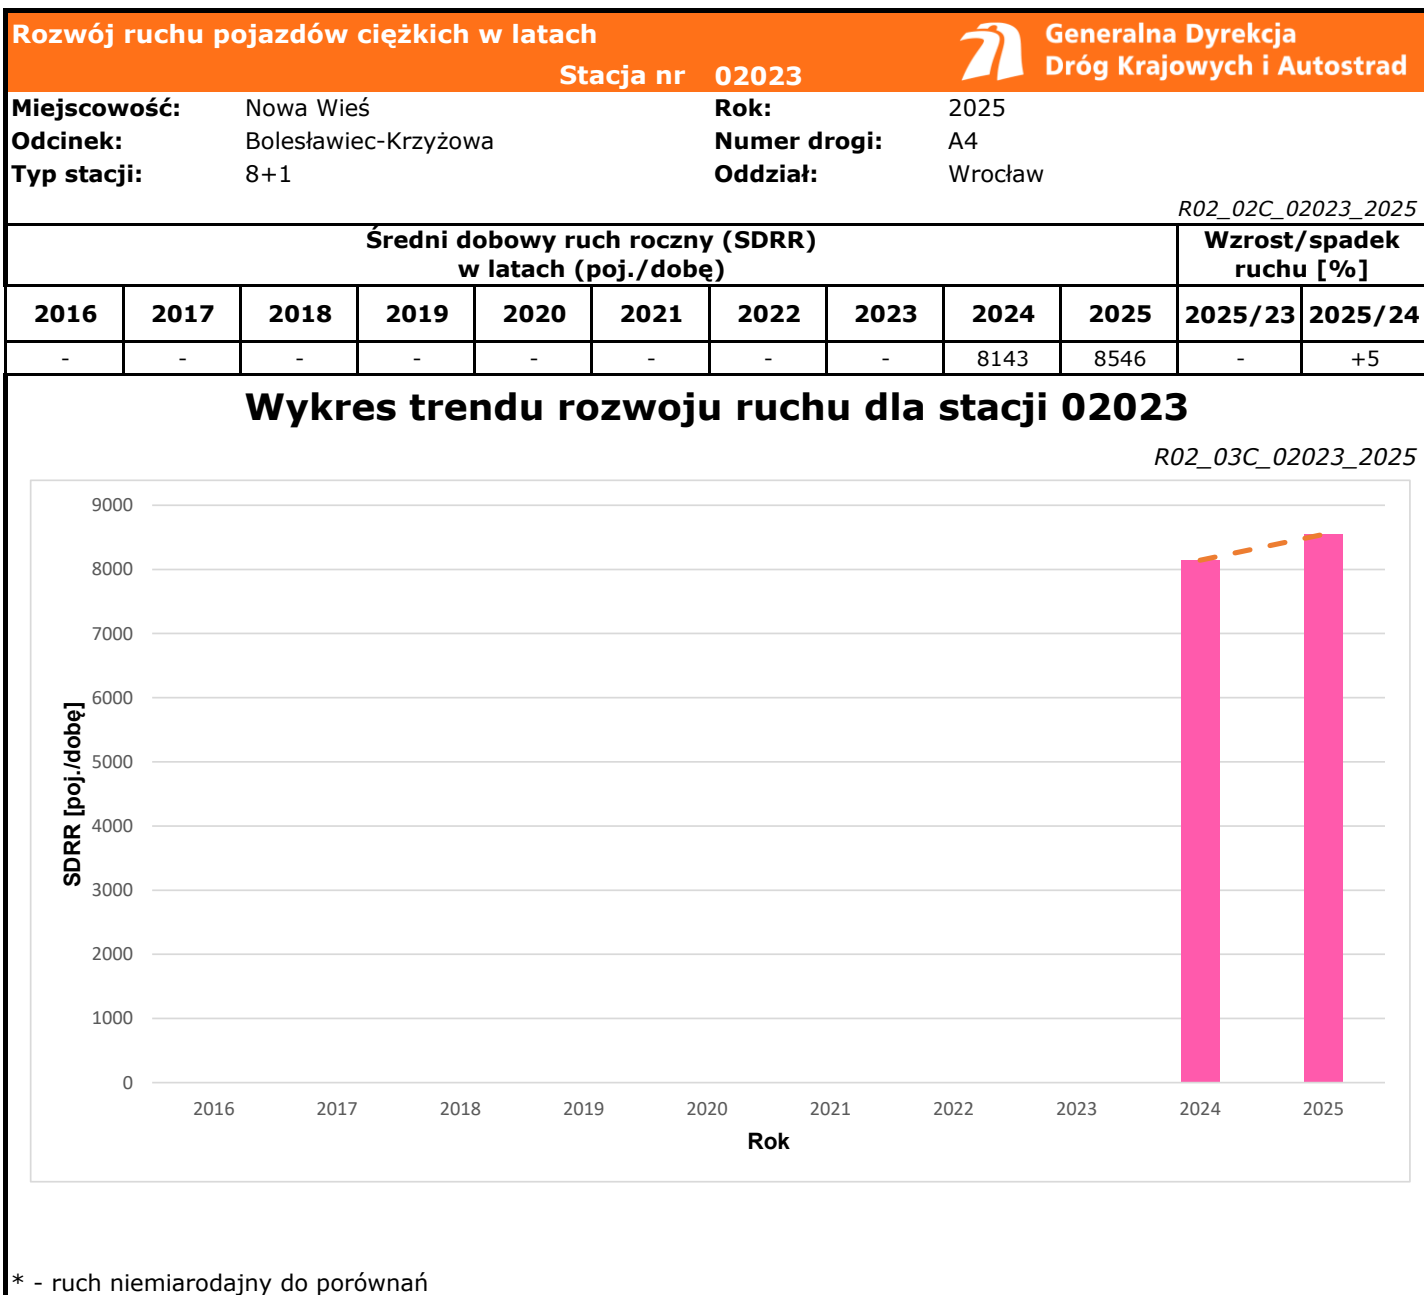 Rozwój ruchu pojazdów ciężkich w latach
Generalna Dyrekcja
Dróg Krajowych i Autostrad
Stacja nr 02023
Miejscowość: Nowa Wieś Rok: 2025
Odcinek: Bolesławiec-Krzyżowa Numer drogi: A4
Typ stacji: 8+1 Oddział: Wrocław
R02_02C_02023_2025
Średni dobowy ruch roczny (SDRR)
w latach (poj./dobę)
Wzrost/spadek
ruchu [%]
2016 2017 2018 2019 2020 2021 2022 2023 2024 2025 2025/23 2025/24
- - - - - - - - 8143 8546 - +5
Wykres trendu rozwoju ruchu dla stacji 02023
R02_03C_02023_2025
9000
8000
7000
6000
5000
4000
3000
2000
1000
0
SDRR [poj./dobę]
2016 2017 2018 2019 2020 2021 2022 2023 2024 2025
Rok
* - ruch niemiarodajny do porównań